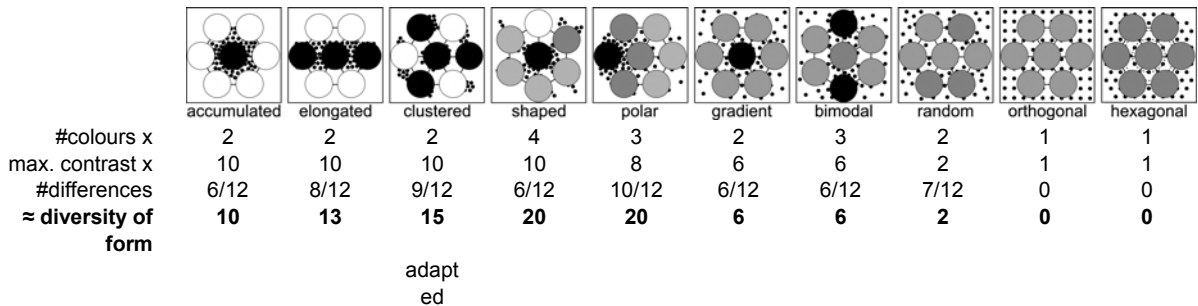 accumulated elongated clustered shaped polar gradient bimodal random orthogonal hexagonal
#colours x 2 2 2 4 3 2 3 2 1 1
max. contrast x 10 10 10 10 8 6 6 2 1 1
#differences 6/12 8/12 9/12 6/12 10/12 6/12 6/12 7/12 0 0
≈ diversity of 10 13 15 20 20 6 6 2 0 0
form
adapt
ed